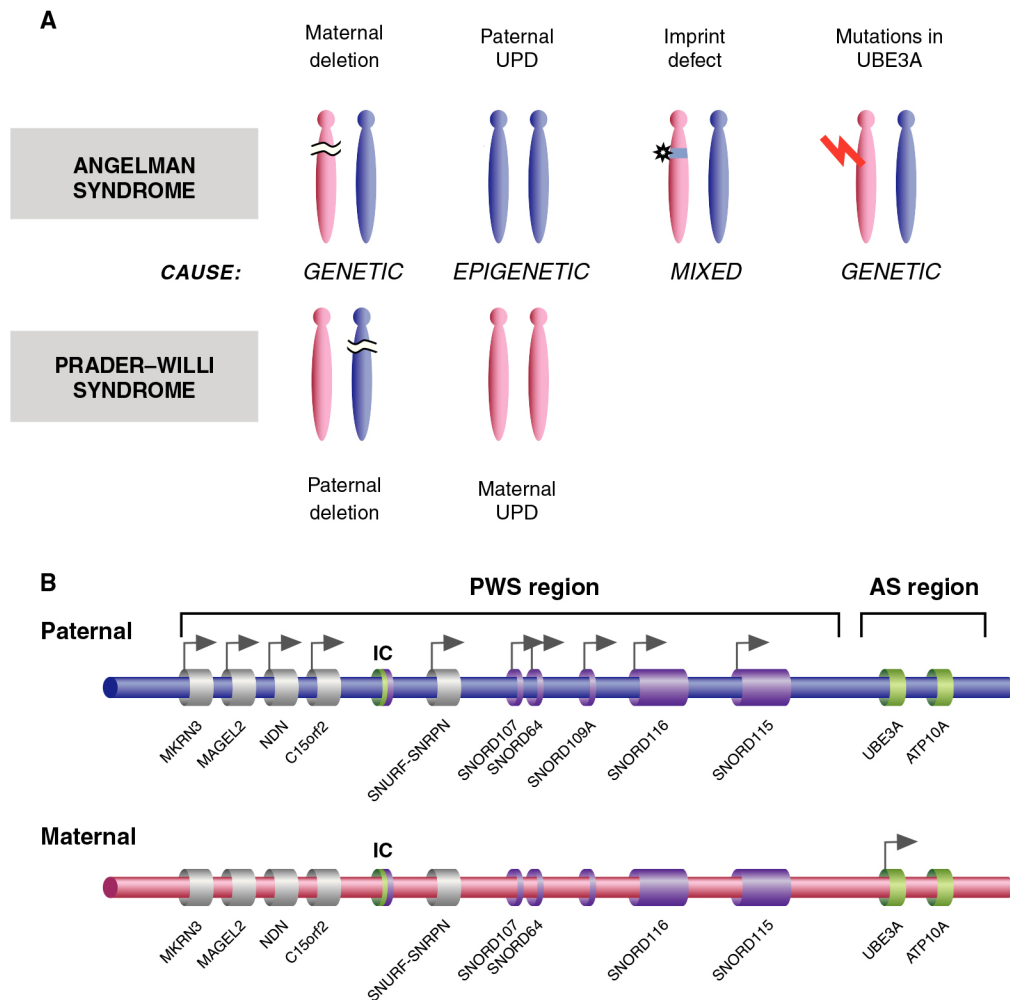 A
Maternal
deletion
Paternal
UPD
Imprint
defect
Mutations in
UBE3A
ANGELMAN
SYNDROME
CAUSE: GENETIC EPIGENETIC MIXED GENETIC
PRADER–WILLI
SYNDROME
Paternal
deletion
Maternal
UPD
B
PWS region AS region
Paternal
IC
MKRN3 MAGEL2 NDN C15orf2 SNURF-SNRPN SNORD107 SNORD64 SNORD109A SNORD116 SNORD115 UBE3A ATP10A
Maternal
IC
MKRN3 MAGEL2 NDN C15orf2 SNURF-SNRPN SNORD107 SNORD64 SNORD116 SNORD115 UBE3A ATP10A